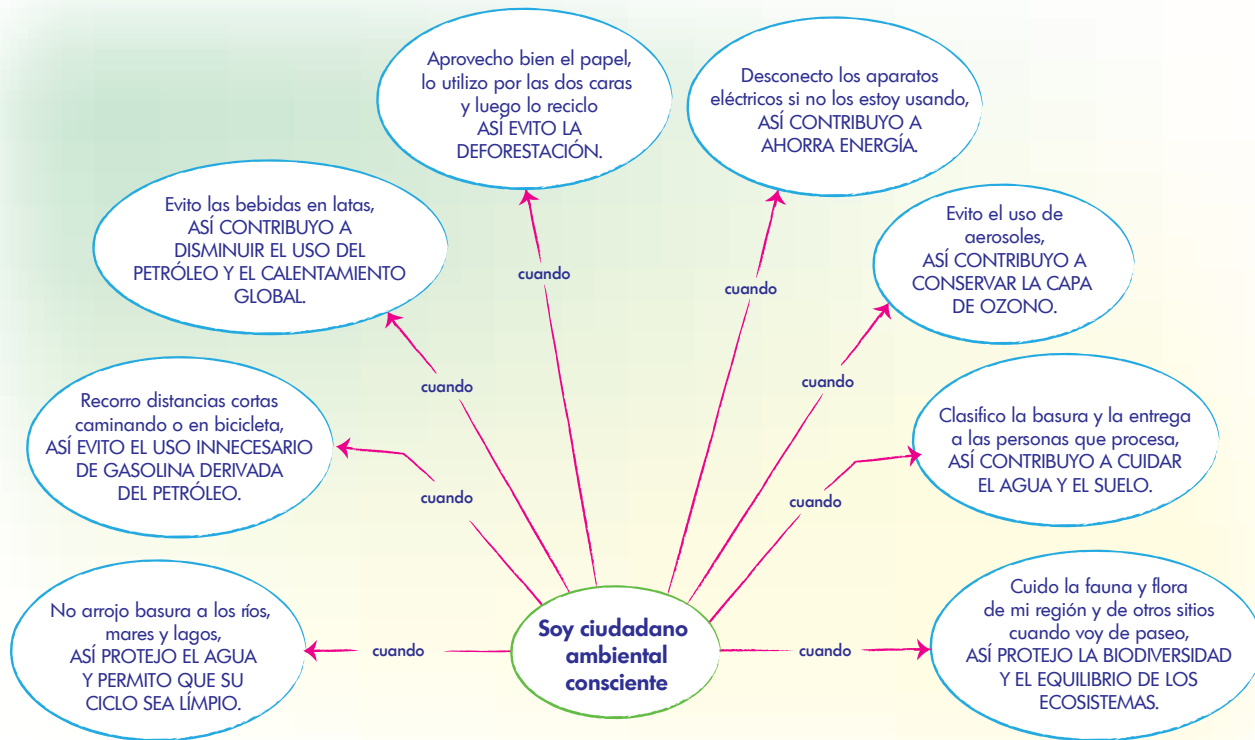 Aprovecho bien el papel,
lo utilizo por las dos caras
y luego lo reciclo
ASÍ EVITO LA
DEFORESTACIÓN.
Desconecto los aparatos
eléctricos si no los estoy usando,
ASÍ CONTRIBUYO A
AHORRA ENERGÍA.
Evito las bebidas en latas,
ASÍ CONTRIBUYO A
DISMINUIR EL USO DEL
PETRÓLEO Y EL CALENTAMIENTO
GLOBAL.
Evito el uso de
aerosoles,
ASÍ CONTRIBUYO A
CONSERVAR LA CAPA
DE OZONO.
cuando
cuando
cuando
cuando
Recorro distancias cortas
caminando o en bicicleta,
ASÍ EVITO EL USO INNECESARIO
DE GASOLINA DERIVADA
DEL PETRÓLEO.
Clasifico la basura y la entrega
a las personas que procesa,
ASÍ CONTRIBUYO A CUIDAR
EL AGUA Y EL SUELO.
cuando
cuando
No arrojo basura a los ríos,
mares y lagos,
ASÍ PROTEJO EL AGUA
Y PERMITO QUE SU
CICLO SEA LÍMPIO.
cuando
Soy ciudadano
ambiental
consciente
cuando
Cuido la fauna y flora
de mi región y de otros sitios
cuando voy de paseo,
ASÍ PROTEJO LA BIODIVERSIDAD
Y EL EQUILIBRIO DE LOS
ECOSISTEMAS.